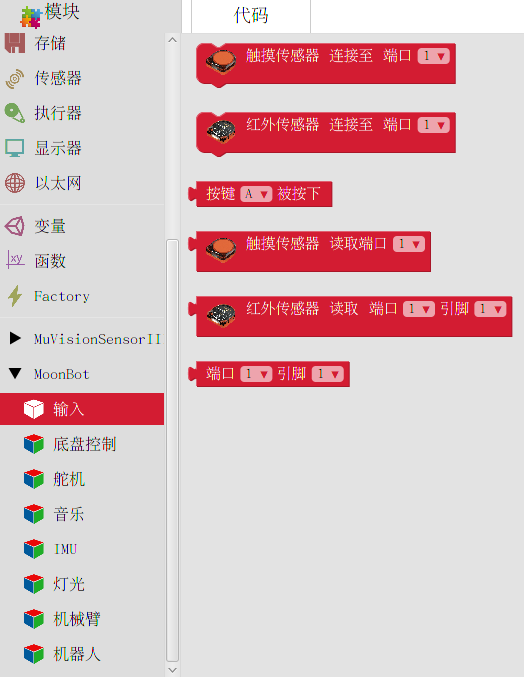 模块
代码
存储
传感器
执行器
显示器
以太网
变量
xy
函数
Factory
MuVisionSensorII
MoonBot
输入
底盘控制
舵机
音乐
IMU
灯光
机械臂
机器人
触摸传感器 连接至 端口 1
红外传感器 连接至 端口 1
按键 A 被按下
触摸传感器 读取端口 1
红外传感器 读取 端口 1 引脚 1
端口 1 引脚 1